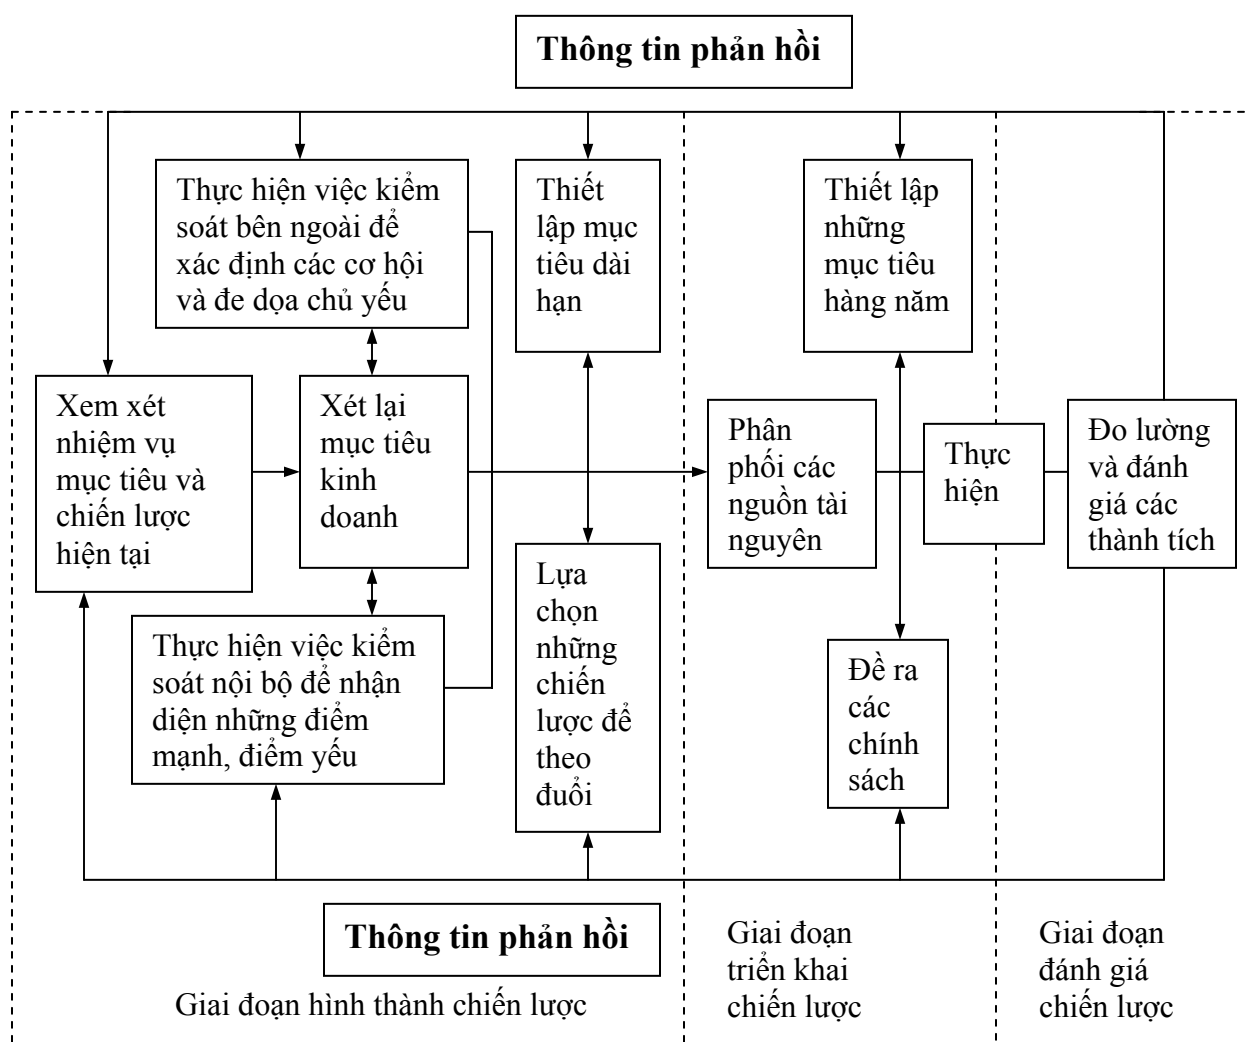 Thông tin phản hồi
Thực hiện việc kiểm
soát bên ngoài để
xác định các cơ hội
và đe dọa chủ yếu
Thiết
lập mục
tiêu dài
hạn
Thiết lập
những
mục tiêu
hàng năm
Xem xét
nhiệm vụ
mục tiêu và
chiến lược
hiện tại
Xét lại
mục tiêu
kinh
doanh
Phân
phối các
nguồn tài
nguyên
Thực
hiện
Đo lường
và đánh
giá các
thành tích
Thực hiện việc kiểm
soát nội bộ để nhận
diện những điểm
mạnh, điểm yếu
Lựa
chọn
những
chiến
lược để
theo
đuổi
Đề ra
các
chính
sách
Thông tin phản hồi
Giai đoạn hình thành chiến lược
Giai đoạn
triển khai
chiến lược
Giai đoạn
đánh giá
chiến lược